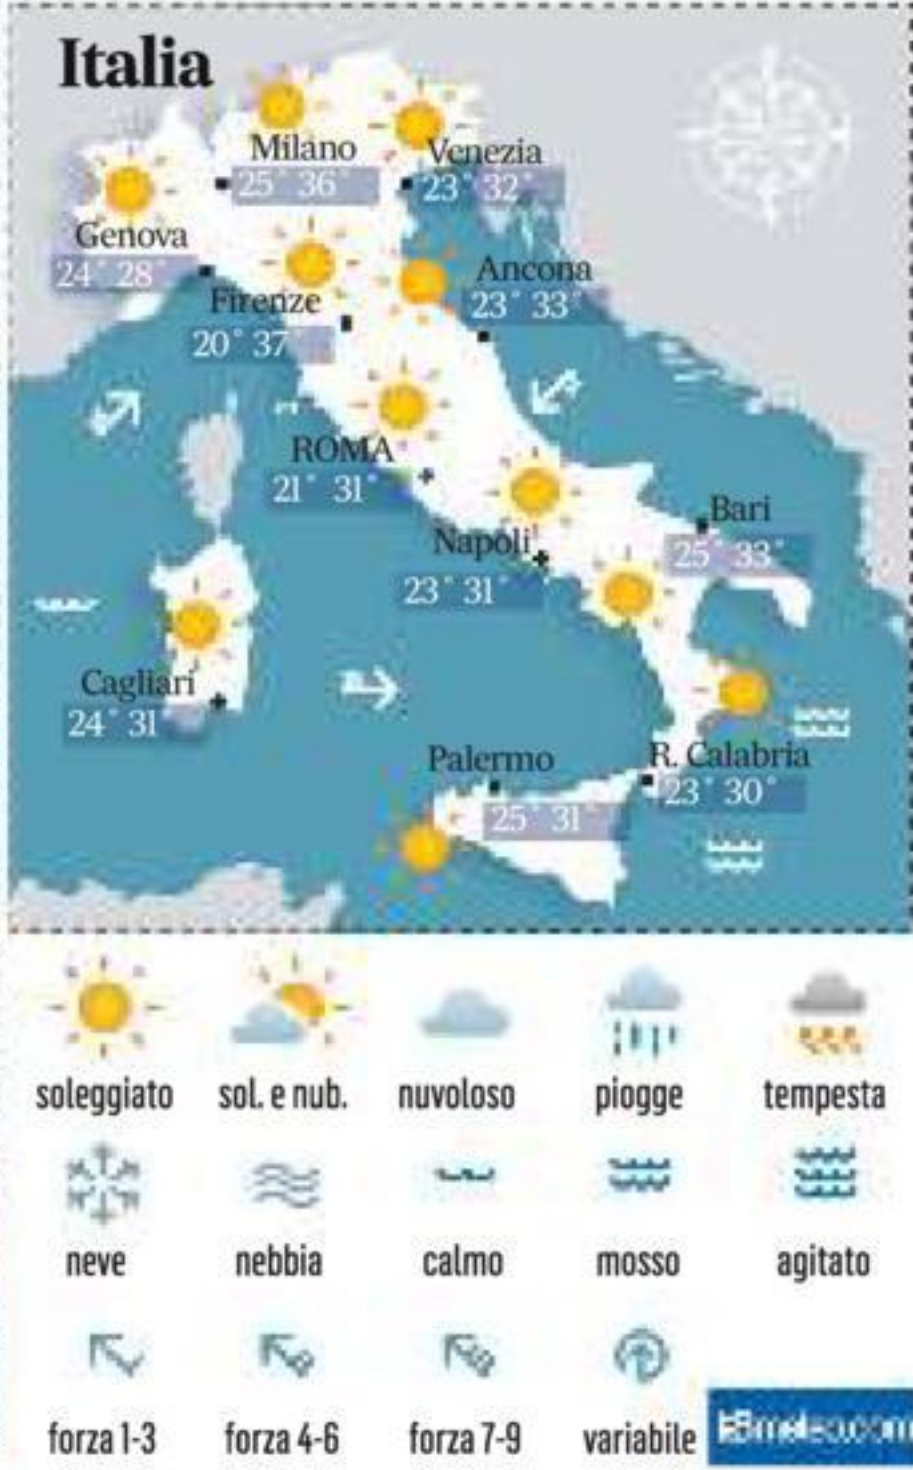 Italia
Milano
25° 36°
Venezia
23° 32°
Genova
24° 28°
Ancona
23° 33°
Firenze
20° 37°
ROMA
21° 31°
Bari
25° 33°
Napoli
23° 31°
Cagliari
24° 31°
Palermo
25° 31°
R. Calabria
23° 30°
soleggiato sol. e nub. nuvoloso piogge tempesta
neve nebbia calmo mosso agitato
forza 1-3 forza 4-6 forza 7-9 variabile